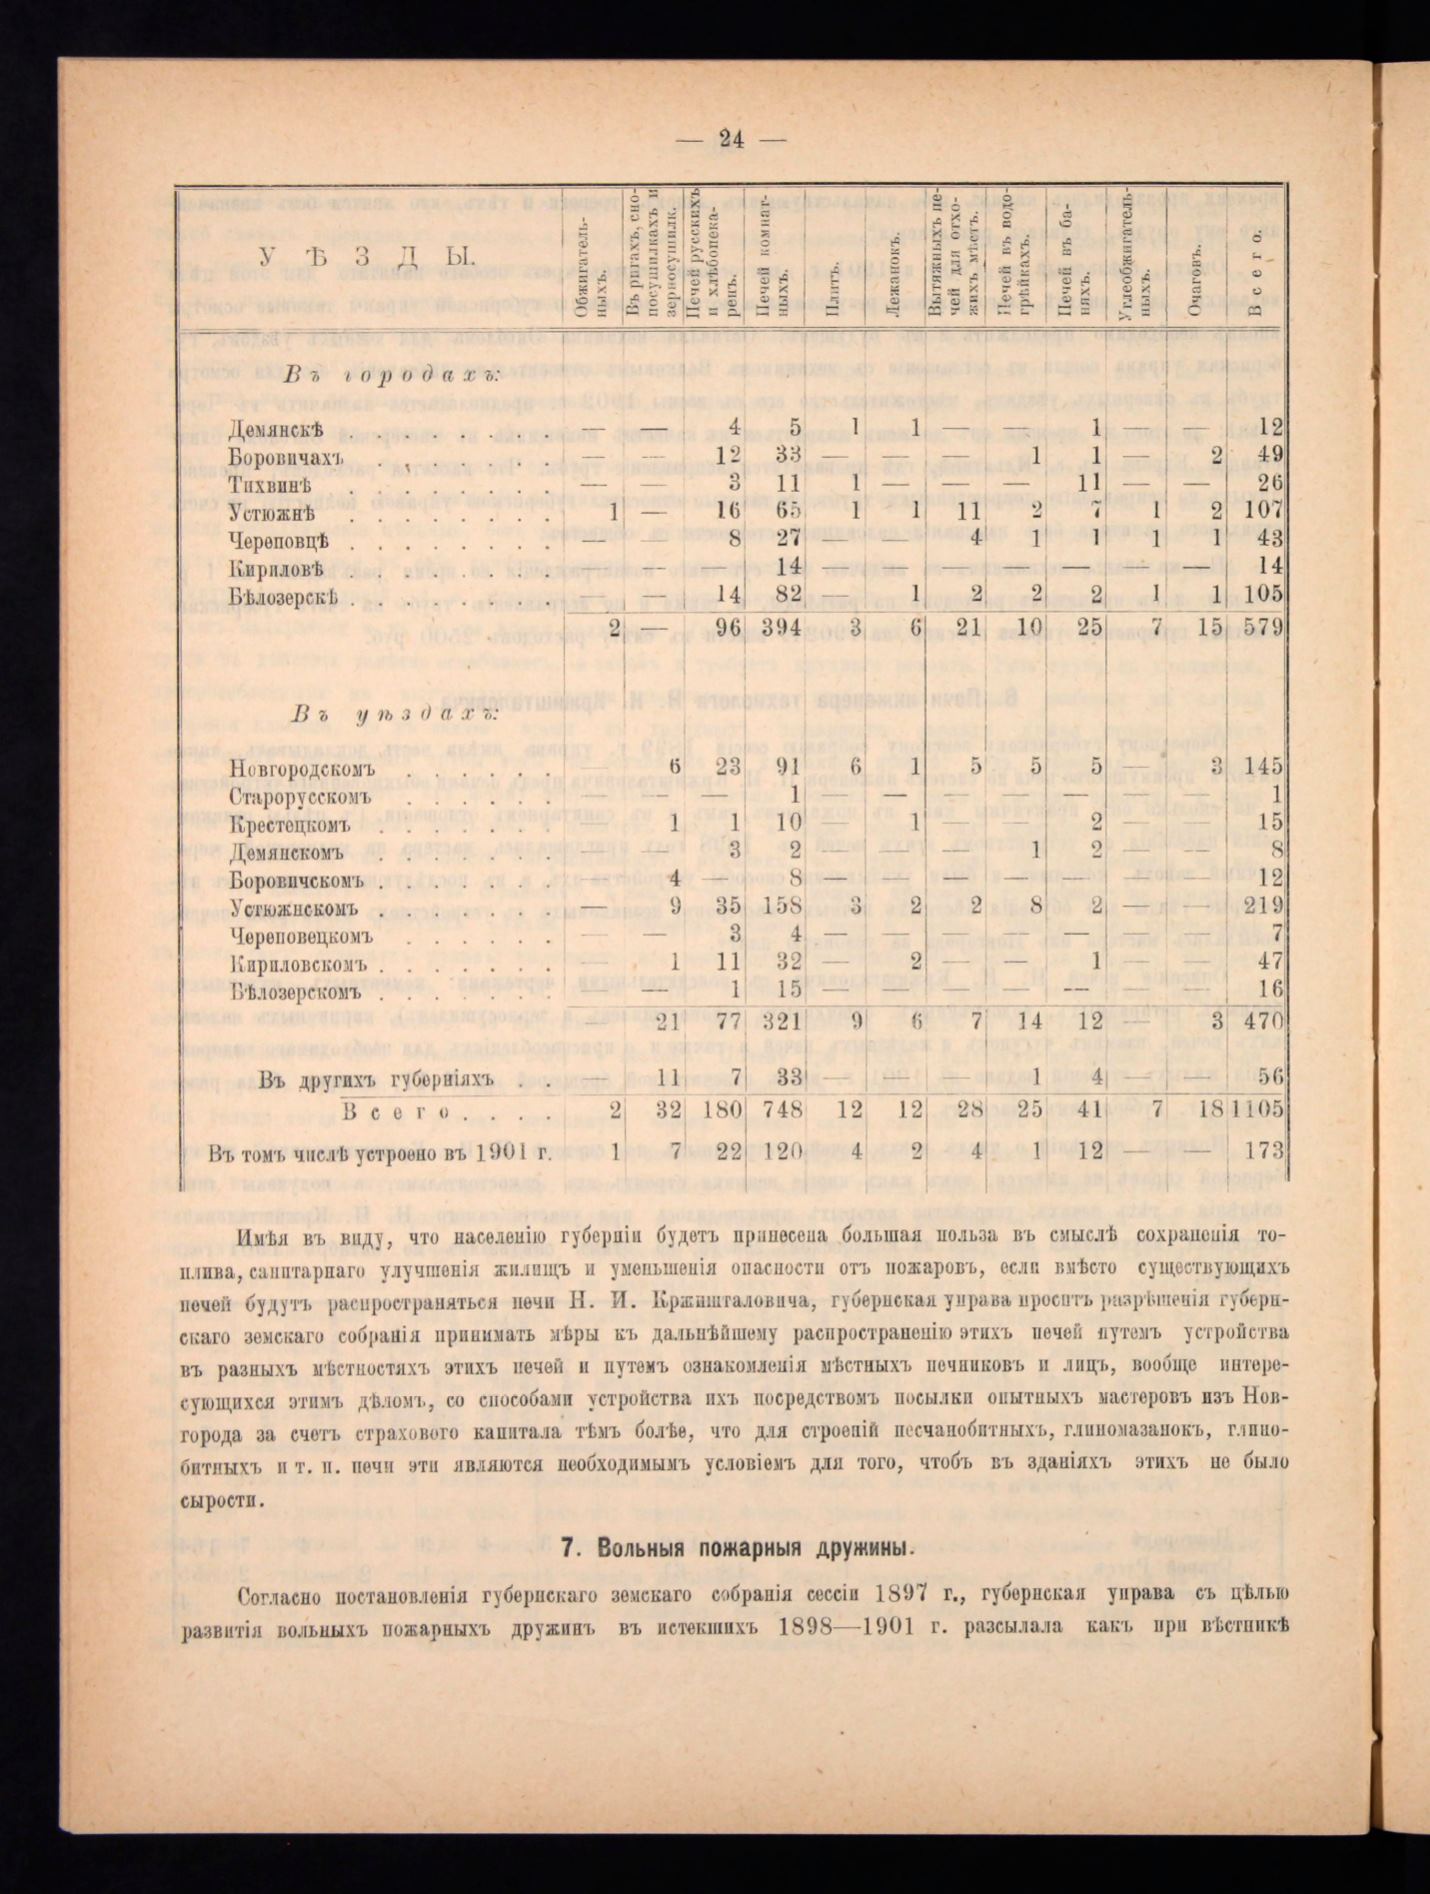 — 24 —
УѢЗДЫ. | Обжигательныхъ. | Въ ригахъ, сно-посушилкахъ и зерносушилк. | Печей русскихъ и хлѣбопекарень. | Печей комнатныхъ. | Плитъ. | Лежанокъ. | Вытяжныхъ печей для отхожихъ мѣстъ. | Печей въ водогрѣйкахъ. | Печей въ баняхъ. | Углеобжигательныхъ. | Очаговъ. | Всего.
Въ городахъ:
Демянскѣ . . . . . . . . — — 4 5 1 1 — — 1 — — 12
Боровичахъ . . . . . . . — — 12 33 — — — 1 1 — 2 49
Тихвинѣ . . . . . . . . — — 3 11 1 — — — 11 — — 26
Устюжнѣ . . . . . . . . 1 — 16 65 1 1 11 2 7 1 2 107
Череповцѣ . . . . . . . . — — 8 27 — — 4 1 1 1 1 43
Кириловѣ . . . . . . . . — — — 14 — — — — — — — 14
Бѣлозерскѣ . . . . . . . . — — 14 82 — 1 2 2 2 1 1 105
2 — 96 394 3 6 21 10 25 7 15 579
Въ уѣздахъ:
Новгородскомъ . . . . . . — 6 23 91 6 1 5 5 5 — 3 145
Старорусскомъ . . . . . . — — — 1 — — — — — — — 1
Крестецкомъ . . . . . . . — 1 1 10 — 1 — — 2 — — 15
Демянскомъ . . . . . . . — — 3 2 — — — 1 2 — — 8
Боровичскомъ . . . . . . . — 4 — 8 — — — — — — — 12
Устюжнскомъ . . . . . . . — 9 35 158 3 2 2 8 2 — — 219
Череповецкомъ . . . . . . — — 3 4 — — — — — — — 7
Кириловскомъ . . . . . . . — 1 11 32 — 2 — — 1 — — 47
Бѣлозерскомъ . . . . . . . — — 1 15 — — — — — — — 16
— 21 77 321 9 6 7 14 12 — 3 470
Въ другихъ губерніяхъ . . — 11 7 33 — — — 1 4 — — 56
Всего . . . . 2 32 180 748 12 12 28 25 41 7 18 1105
Въ томъ числѣ устроено въ 1901 г. 1 7 22 120 4 2 4 1 12 — — 173
Имѣя въ виду, что населенію губерніи будетъ принесена большая польза въ смыслѣ сохраненія то-
плива, санитарнаго улучшенія жилищъ и уменьшенія опасности отъ пожаровъ, если вмѣсто существующихъ
печей будутъ распространяться печи Н. И. Кржишталовича, губернская управа проситъ разрѣшенія губерн-
скаго земскаго собранія принимать мѣры къ дальнѣйшему распространенію этихъ печей путемъ устройства
въ разныхъ мѣстностяхъ этихъ печей и путемъ ознакомленія мѣстныхъ печниковъ и лицъ, вообще интере-
сующихся этимъ дѣломъ, со способами устройства ихъ посредствомъ посылки опытныхъ мастеровъ изъ Нов-
города за счетъ страхового капитала тѣмъ болѣе, что для строеній песчанобитныхъ, глиномазанокъ, глино-
битныхъ и т. п. печи эти являются необходимымъ условіемъ для того, чтобъ въ зданіяхъ этихъ не было
сырости.
7. Вольныя пожарныя дружины.
Согласно постановленія губернскаго земскаго собранія сессіи 1897 г., губернская управа съ цѣлью
развитія вольныхъ пожарныхъ дружинъ въ истекшихъ 1898—1901 г. разсылала какъ при вѣстникѣ